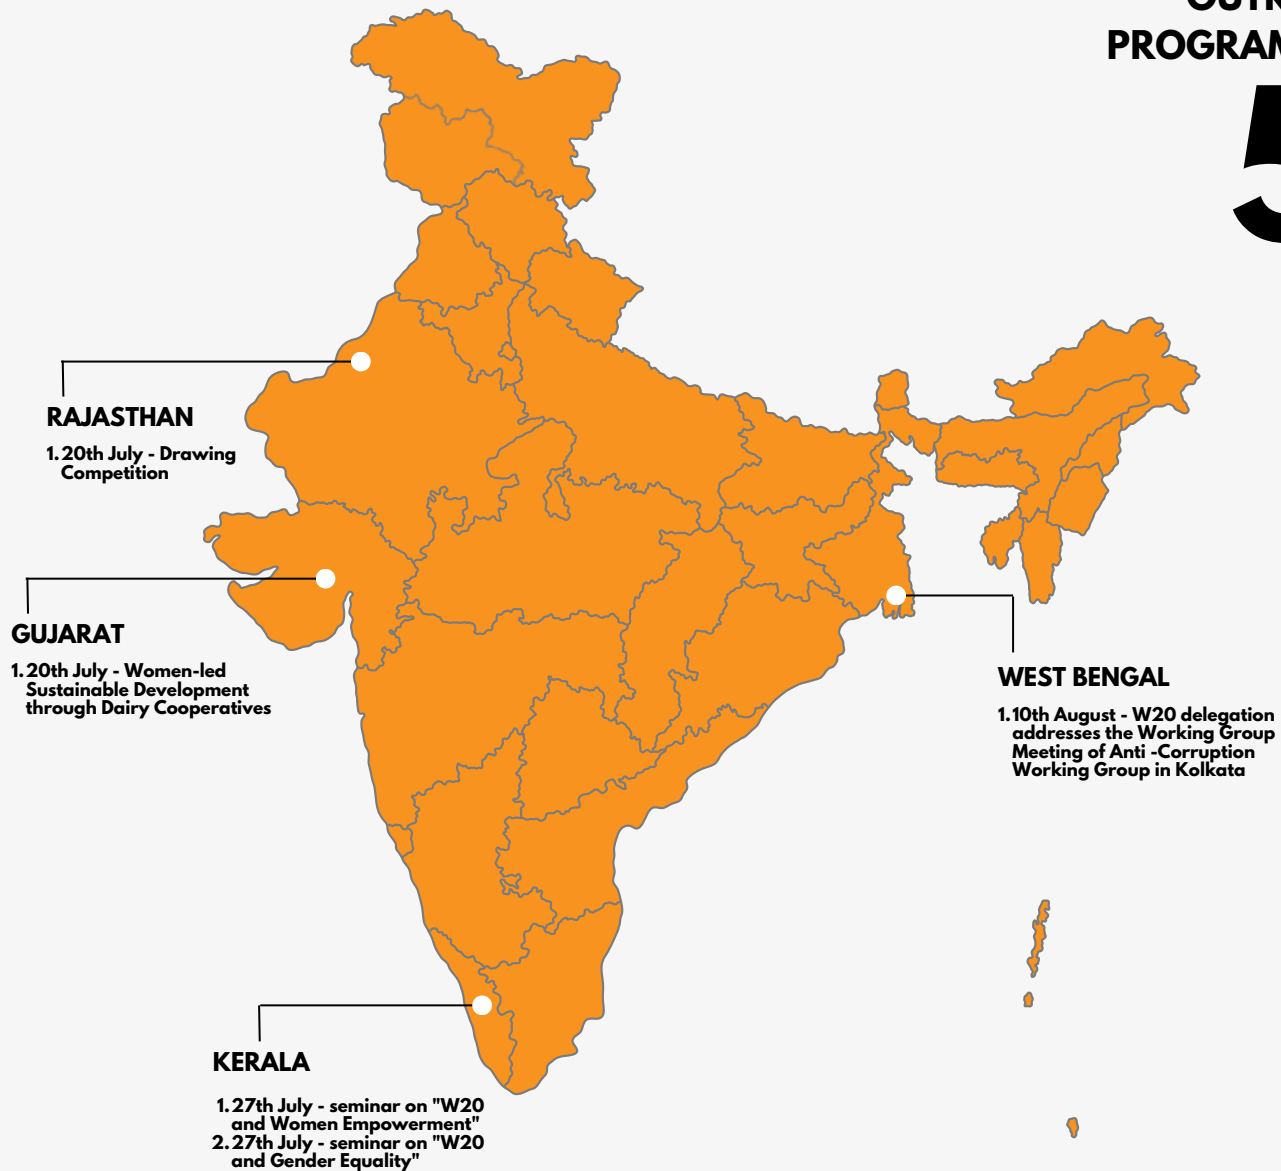 PROGRAM
5
RAJASTHAN
1. 20th July - Drawing
Competition
GUJARAT
1. 20th July - Women-led
Sustainable Development
through Dairy Cooperatives
WEST BENGAL
1. 10th August - W20 delegation
addresses the Working Group
Meeting of Anti -Corruption
Working Group in Kolkata
KERALA
1. 27th July - seminar on "W20
and Women Empowerment"
2. 27th July - seminar on "W20
and Gender Equality"